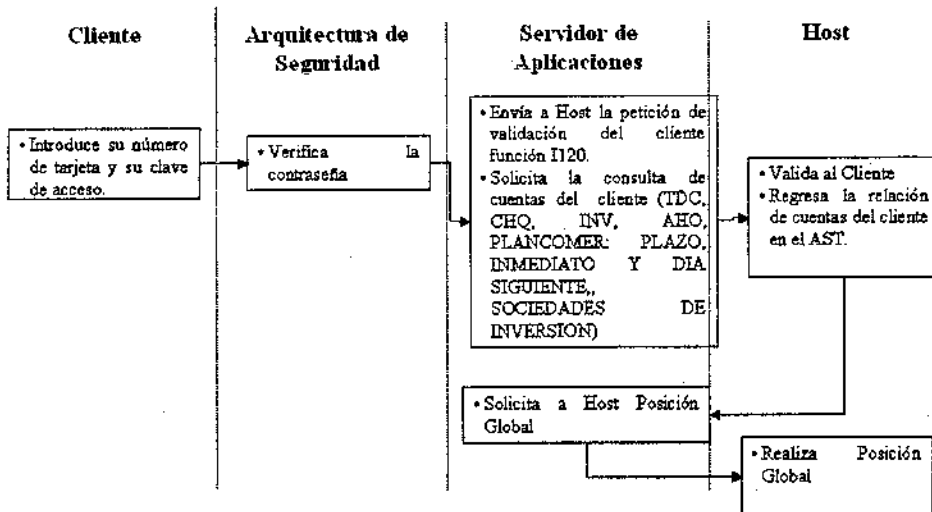 Cliente
Arquitectura de
Seguridad
Servidor de
Aplicaciones
Host
• Introduce su número
de tarjeta y su clave
de acceso.
• Verifica la
contraseña
• Envía a Host la petición de
validación del cliente
función I120.
• Solicita la consulta de
cuentas del cliente (TDC,
CHQ, INV, AHO,
PLANCOMER: PLAZO,
INMEDIATO Y DIA
SIGUIENTE,,
SOCIEDADES DE
INVERSION)
• Valida al Cliente
• Regresa la relación
de cuentas del cliente
en el AST.
• Solicita a Host Posición
Global
• Realiza Posición
Global